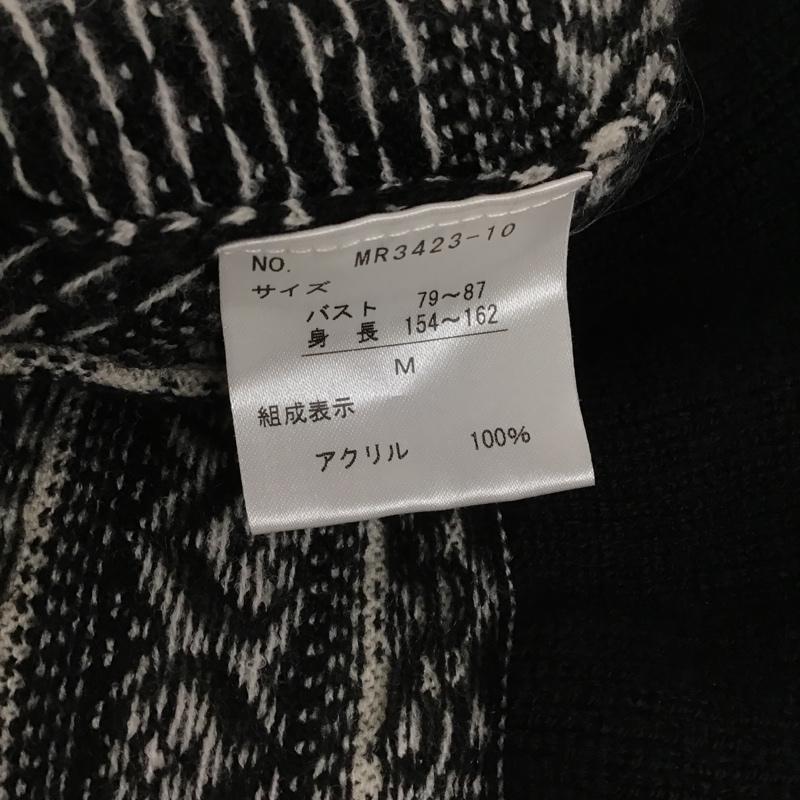 NO. MR3423-10
サイズ
バスト 79～87
身長 154～162
M
組成表示
アクリル 100%